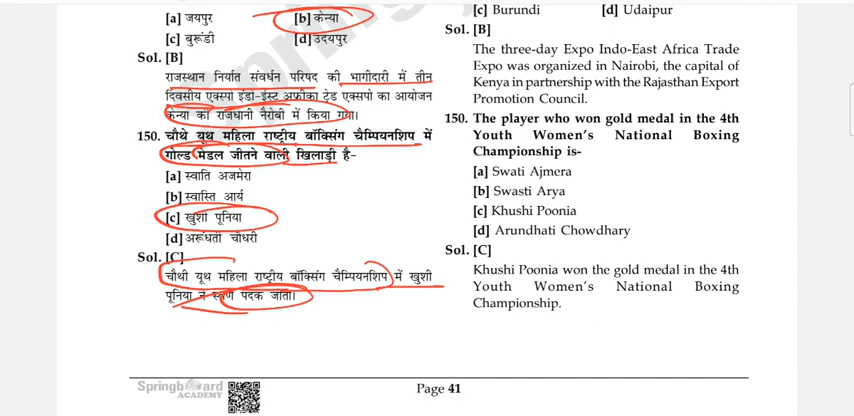 [a] जयपुर
[b] केन्या
[c] बुरूंडी
[d] उदयपुर
Sol. [B]
राजस्थान निर्यात संवर्धन परिषद की भागीदारी में तीन
दिवसीय एक्सपो इंडो-ईस्ट अफ्रीका ट्रेड एक्सपो का आयोजन
केन्या की राजधानी नैरोबी में किया गया।
150. चौथे यूथ महिला राष्ट्रीय बॉक्सिंग चैम्पियनशिप में
गोल्ड मेडल जीतने वाली खिलाड़ी है-
[a] स्वाति अजमेरा
[b] स्वास्ति आर्य
[c] खुशी पूनिया
[d] अरूंधती चौधरी
Sol. [C]
चौथी यूथ महिला राष्ट्रीय बॉक्सिंग चैम्पियनशिप में खुशी
पूनिया ने स्वर्ण पदक जीता।
[c] Burundi
[d] Udaipur
Sol. [B]
The three-day Expo Indo-East Africa Trade
Expo was organized in Nairobi, the capital of
Kenya in partnership with the Rajasthan Export
Promotion Council.
150. The player who won gold medal in the 4th
Youth Women's National Boxing
Championship is-
[a] Swati Ajmera
[b] Swasti Arya
[c] Khushi Poonia
[d] Arundhati Chowdhary
Sol. [C]
Khushi Poonia won the gold medal in the 4th
Youth Women's National Boxing
Championship.
Springboard
ACADEMY
Page 41